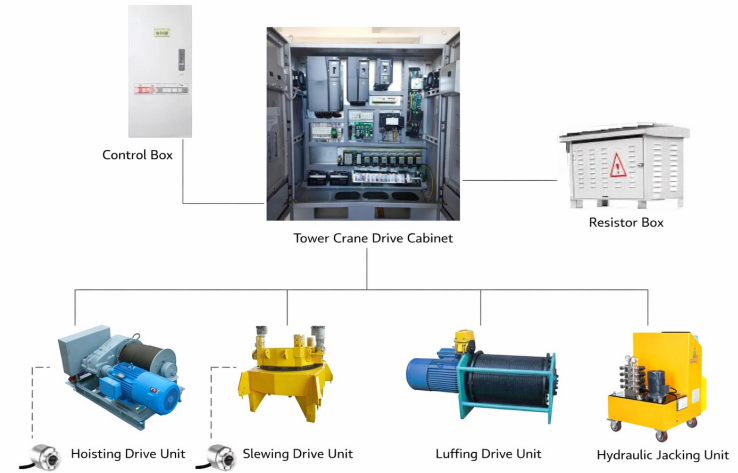 Control Box
Resistor Box
Tower Crane Drive Cabinet
Hoisting Drive Unit
Slewing Drive Unit
Luffing Drive Unit
Hydraulic Jacking Unit